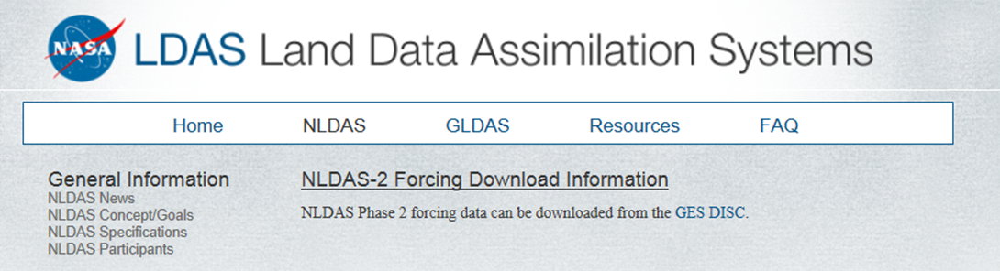 NASA
LDAS Land Data Assimilation Systems
Home NLDAS GLDAS Resources FAQ
General Information
NLDAS News
NLDAS Concept/Goals
NLDAS Specifications
NLDAS Participants
NLDAS-2 Forcing Download Information
NLDAS Phase 2 forcing data can be downloaded from the GES DISC.